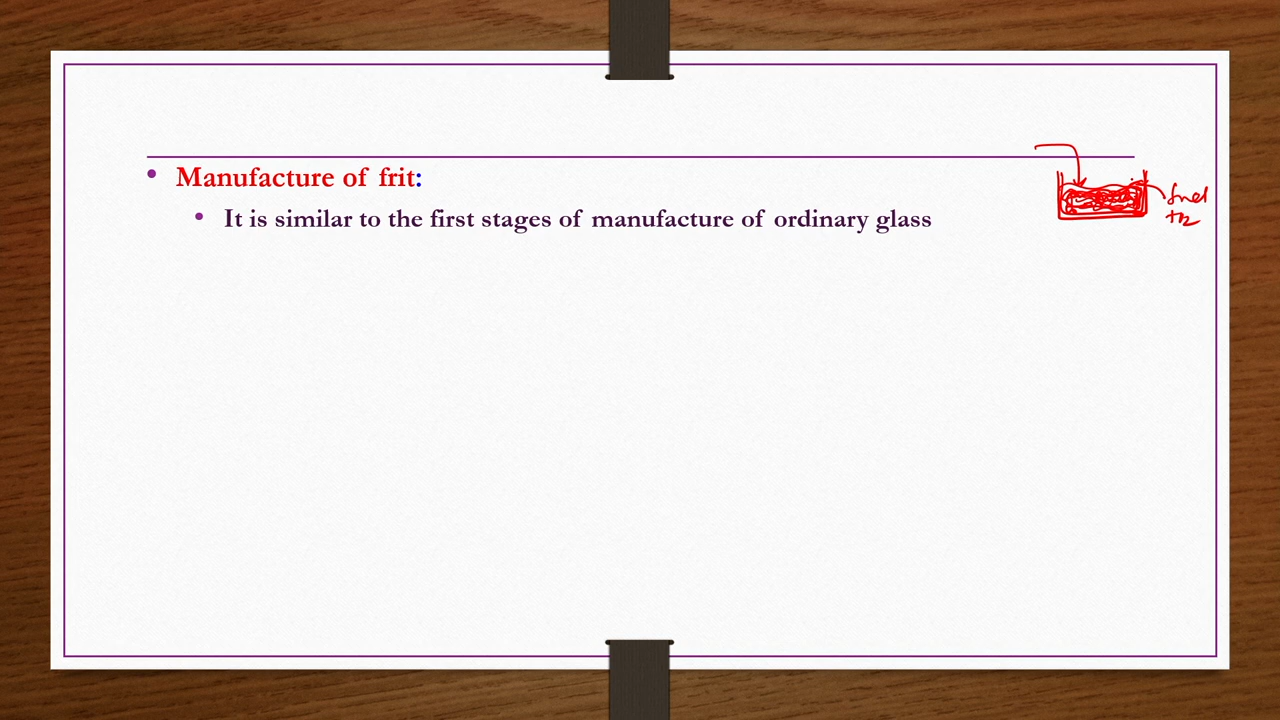 Manufacture of frit:
It is similar to the first stages of manufacture of ordinary glass